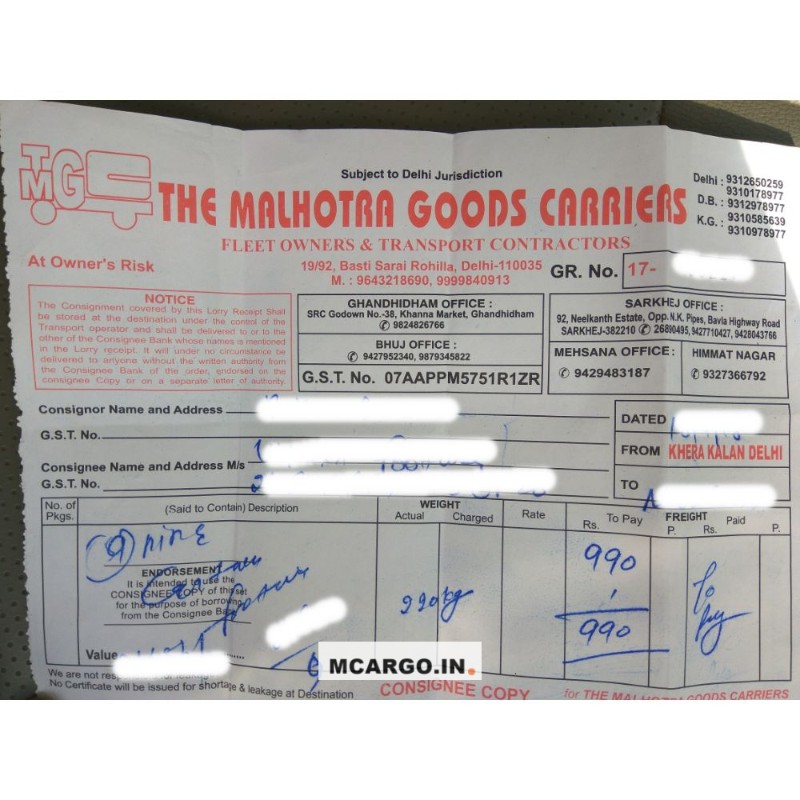 TMG
Subject to Delhi Jurisdiction
THE MALHOTRA GOODS CARRIERS
FLEET OWNERS & TRANSPORT CONTRACTORS
Delhi : 9312650259
9310178977
D.B. : 9312978977
K.G. : 9310585639
9310978977
At Owner's Risk
19/92, Basti Sarai Rohilla, Delhi-110035
M. : 9643218690, 9999840913
GR. No. 17-
NOTICE
The Consignment covered by this Lorry Receipt Shall
be stored at the destination under the control of the
Transport operator and shall be delivered to or to the
other of the Consignee Bank whose names is mentioned
in the Lorry receipt. It will under no circumstance be
delivered to anyone without the written authority from
the Consignee Bank of the order, endorsed on the
consignee Copy or on a separate letter of authority.
GHANDHIDHAM OFFICE :
SRC Godown No.-38, Khanna Market, Ghandhidham
9824826766
BHUJ OFFICE :
9427952340, 9879345822
G.S.T. No. 07AAPPM5751R1ZR
SARKHEJ OFFICE :
92, Neelkanth Estate, Opp. N.K. Pipes, Bavla Highway Road
SARKHEJ-382210 26890495, 9427710427, 9428043766
MEHSANA OFFICE :
9429483187
HIMMAT NAGAR
9327366792
Consignor Name and Address
G.S.T. No.
Consignee Name and Address M/s
G.S.T. No.
DATED
FROM KHERA KALAN DELHI
TO
No. of Pkgs.
(Said to Contain) Description
WEIGHT
Actual Charged
Rate
To Pay FREIGHT Paid
Rs. P. Rs. P.
9 NINE
990kg
990
990
To
Pay
ENDORSEMENT
It is intended to use the
CONSIGNEE COPY of this set
for the purpose of borrowing
from the Consignee Bank
Value
We are not
No Certificate will be issued for shortage & leakage at Destination
MCARGO.IN.
CONSIGNEE COPY
for THE MALHOTRA GOODS CARRIERS